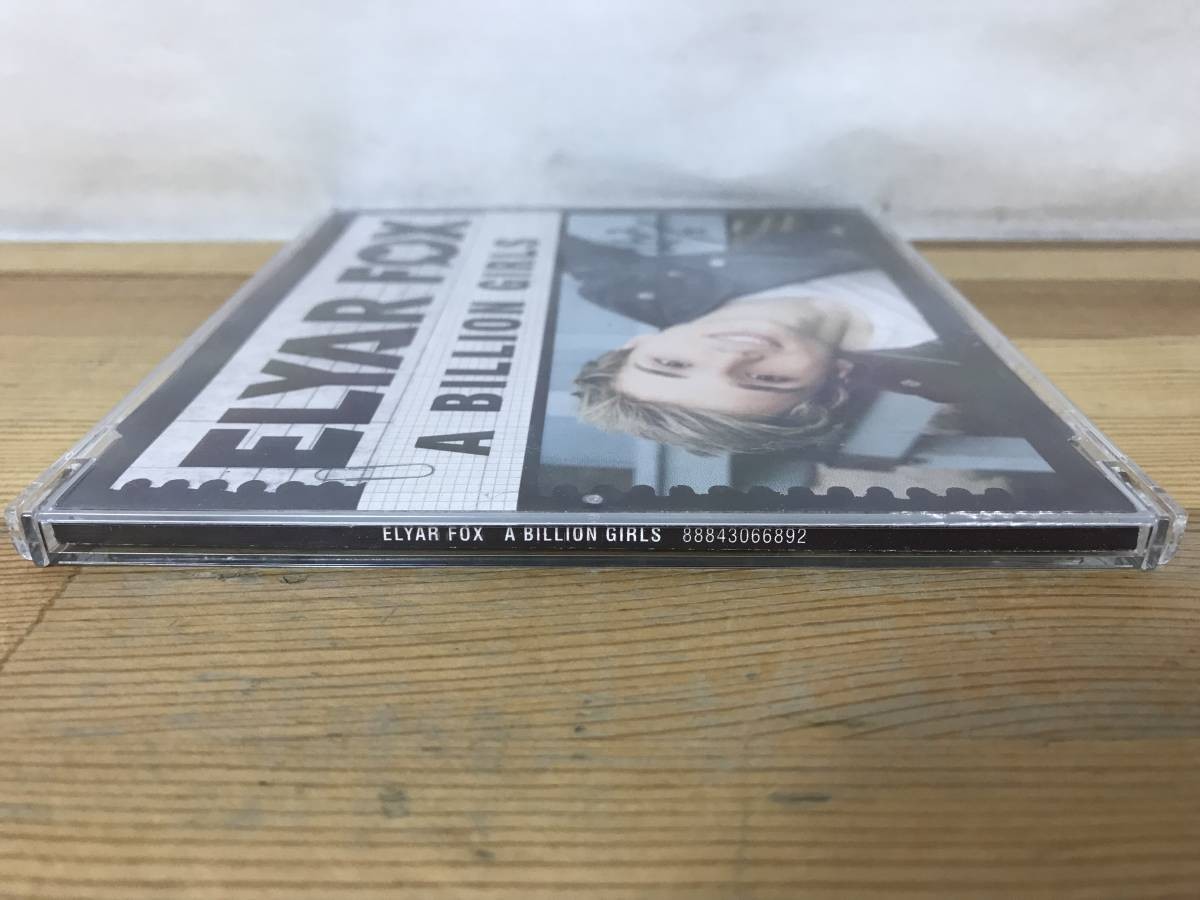 ELYAR FOX
A BILLION GIRLS
ELYAR FOX A BILLION GIRLS 88843066892